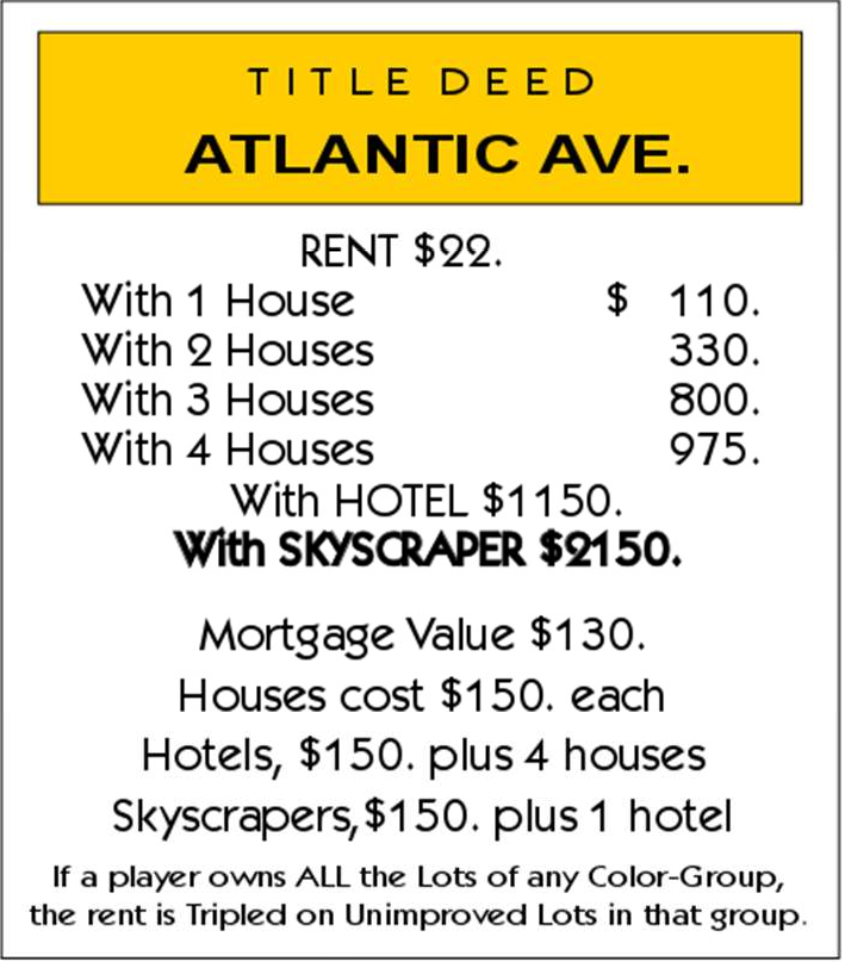 TITLE DEED
ATLANTIC AVE.
RENT $22.
With 1 House $ 110.
With 2 Houses 330.
With 3 Houses 800.
With 4 Houses 975.
With HOTEL $1150.
With SKYSCRAPER $2150.
Mortgage Value $130.
Houses cost $150. each
Hotels, $150. plus 4 houses
Skyscrapers,$150. plus 1 hotel
If a player owns ALL the Lots of any Color-Group,
the rent is Tripled on Unimproved Lots in that group.